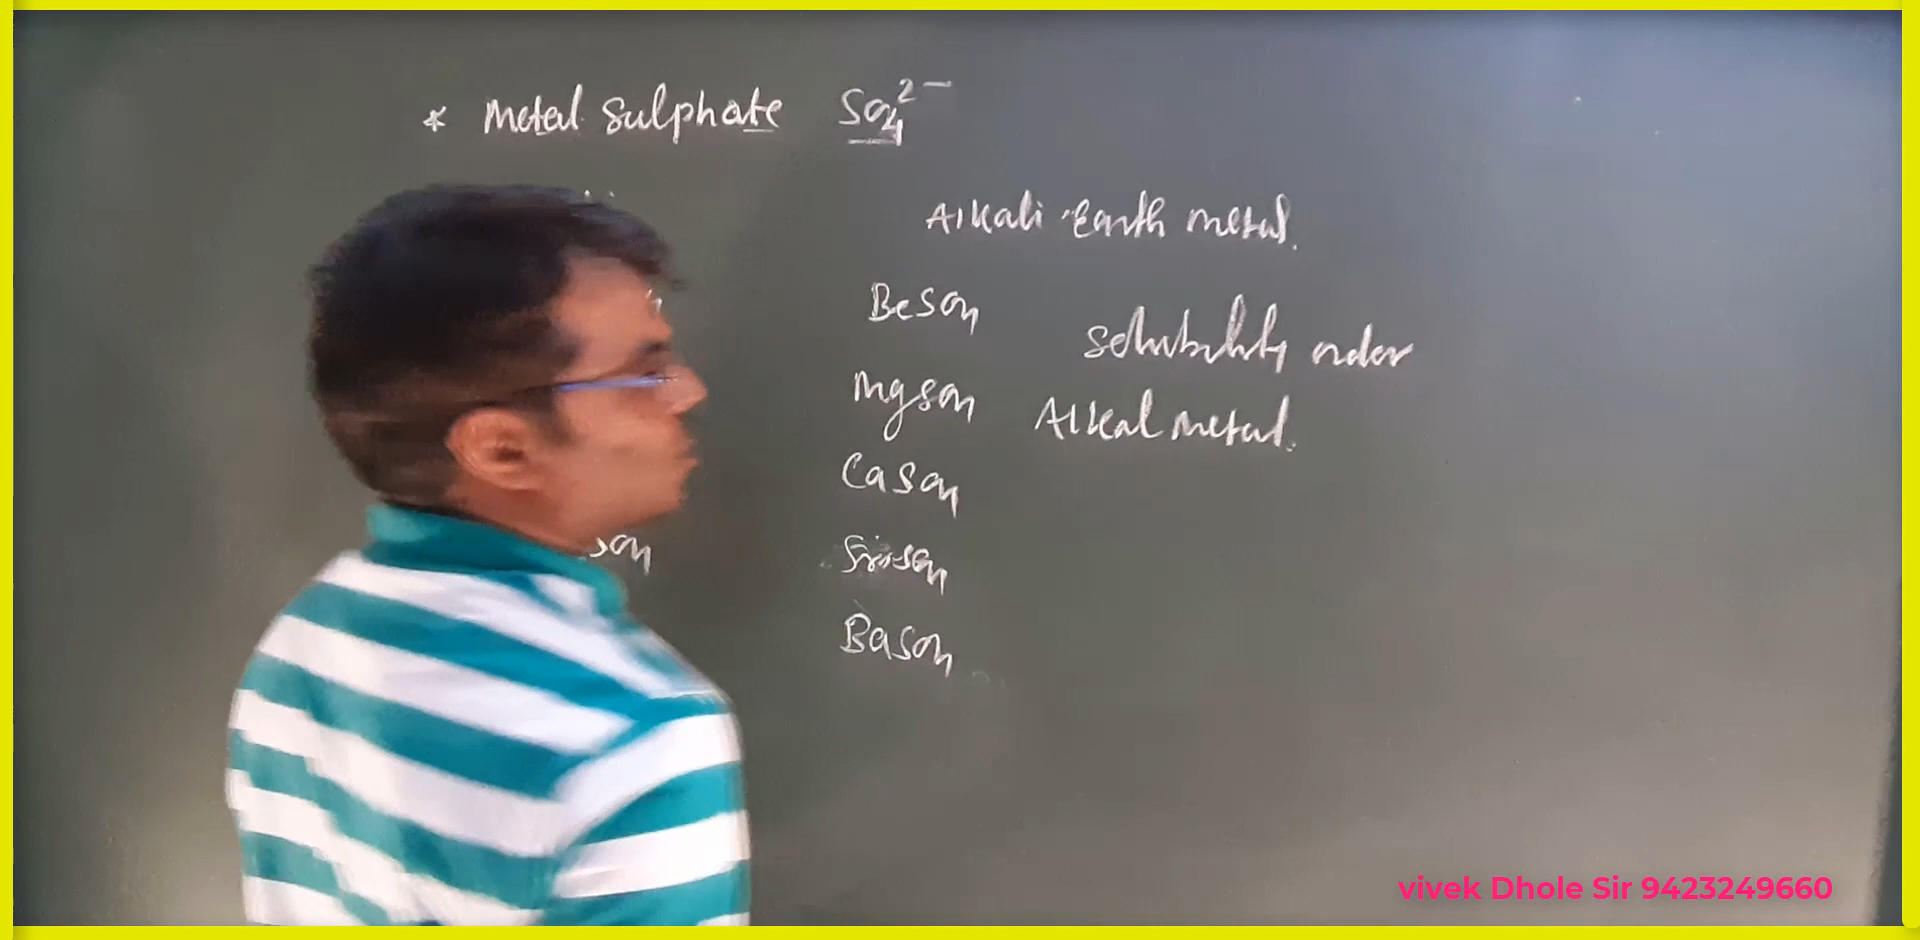 * Metal Sulphate SO4 2-
Alkali Earth metal.
BeSO4
Solubility order
MgSO4
Alkal metal.
CaSO4
SrSO4
SO4
BaSO4
vivek Dhole Sir 9423249660